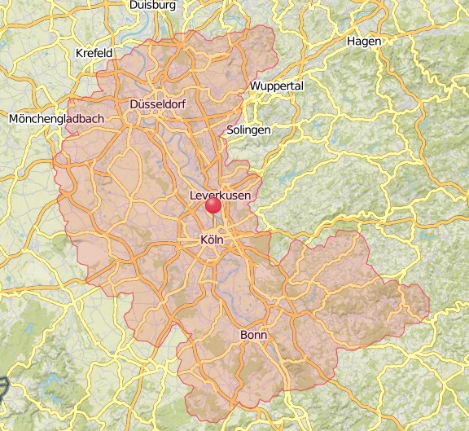 Duisburg
Krefeld
Hagen
Wuppertal
Düsseldorf
Mönchengladbach
Solingen
Leverkusen
Köln
Bonn